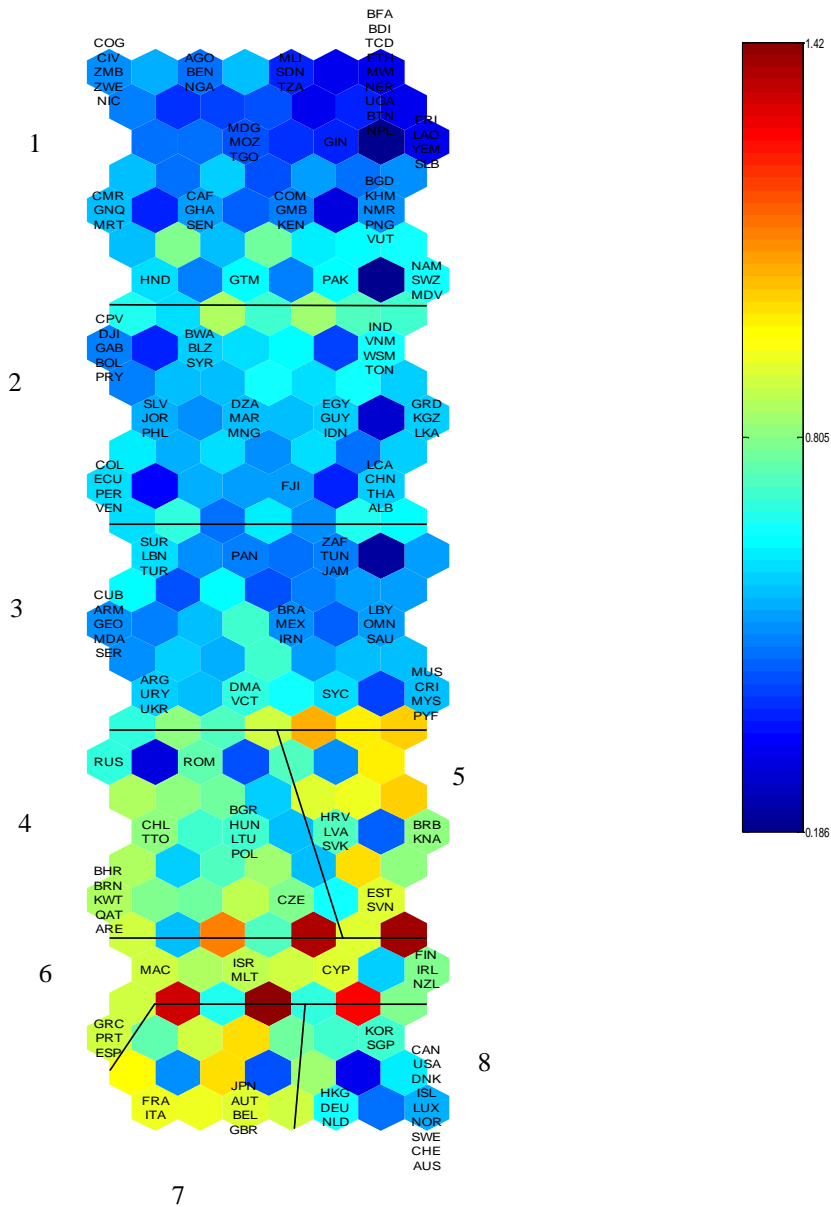 COG
CIV
ZMB
ZWE
NIC
AGO
BEN
NGA
MLI
SDN
TZA
BFA
BDI
TCD
ETH
MWI
NER
UGA
BTN
NPL
1.42
1
MDG
MOZ
TGO
GIN
ERI
LAO
YEM
SLB
CMR
GNQ
MRT
CAF
GHA
SEN
COM
GMB
KEN
BGD
KHM
NMR
PNG
VUT
HND
GTM
PAK
NAM
SWZ
MDV
2
CPV
DJI
GAB
BOL
PRY
BWA
BLZ
SYR
IND
VNM
WSM
TON
SLV
JOR
PHL
DZA
MAR
MNG
EGY
GUY
IDN
GRD
KGZ
LKA
0.805
COL
ECU
PER
VEN
FJI
LCA
CHN
THA
ALB
SUR
LBN
TUR
PAN
ZAF
TUN
JAM
3
CUB
ARM
GEO
MDA
SER
BRA
MEX
IRN
LBY
OMN
SAU
ARG
URY
UKR
DMA
VCT
SYC
MUS
CRI
MYS
PYF
RUS
ROM
5
4
CHL
TTO
BGR
HUN
LTU
POL
HRV
LVA
SVK
BRB
KNA
0.186
BHR
BRN
KWT
QAT
ARE
CZE
EST
SVN
6
MAC
ISR
MLT
CYP
FIN
IRL
NZL
GRC
PRT
ESP
KOR
SGP
8
FRA
ITA
JPN
AUT
BEL
GBR
HKG
DEU
NLD
CAN
USA
DNK
ISL
LUX
NOR
SWE
CHE
AUS
7